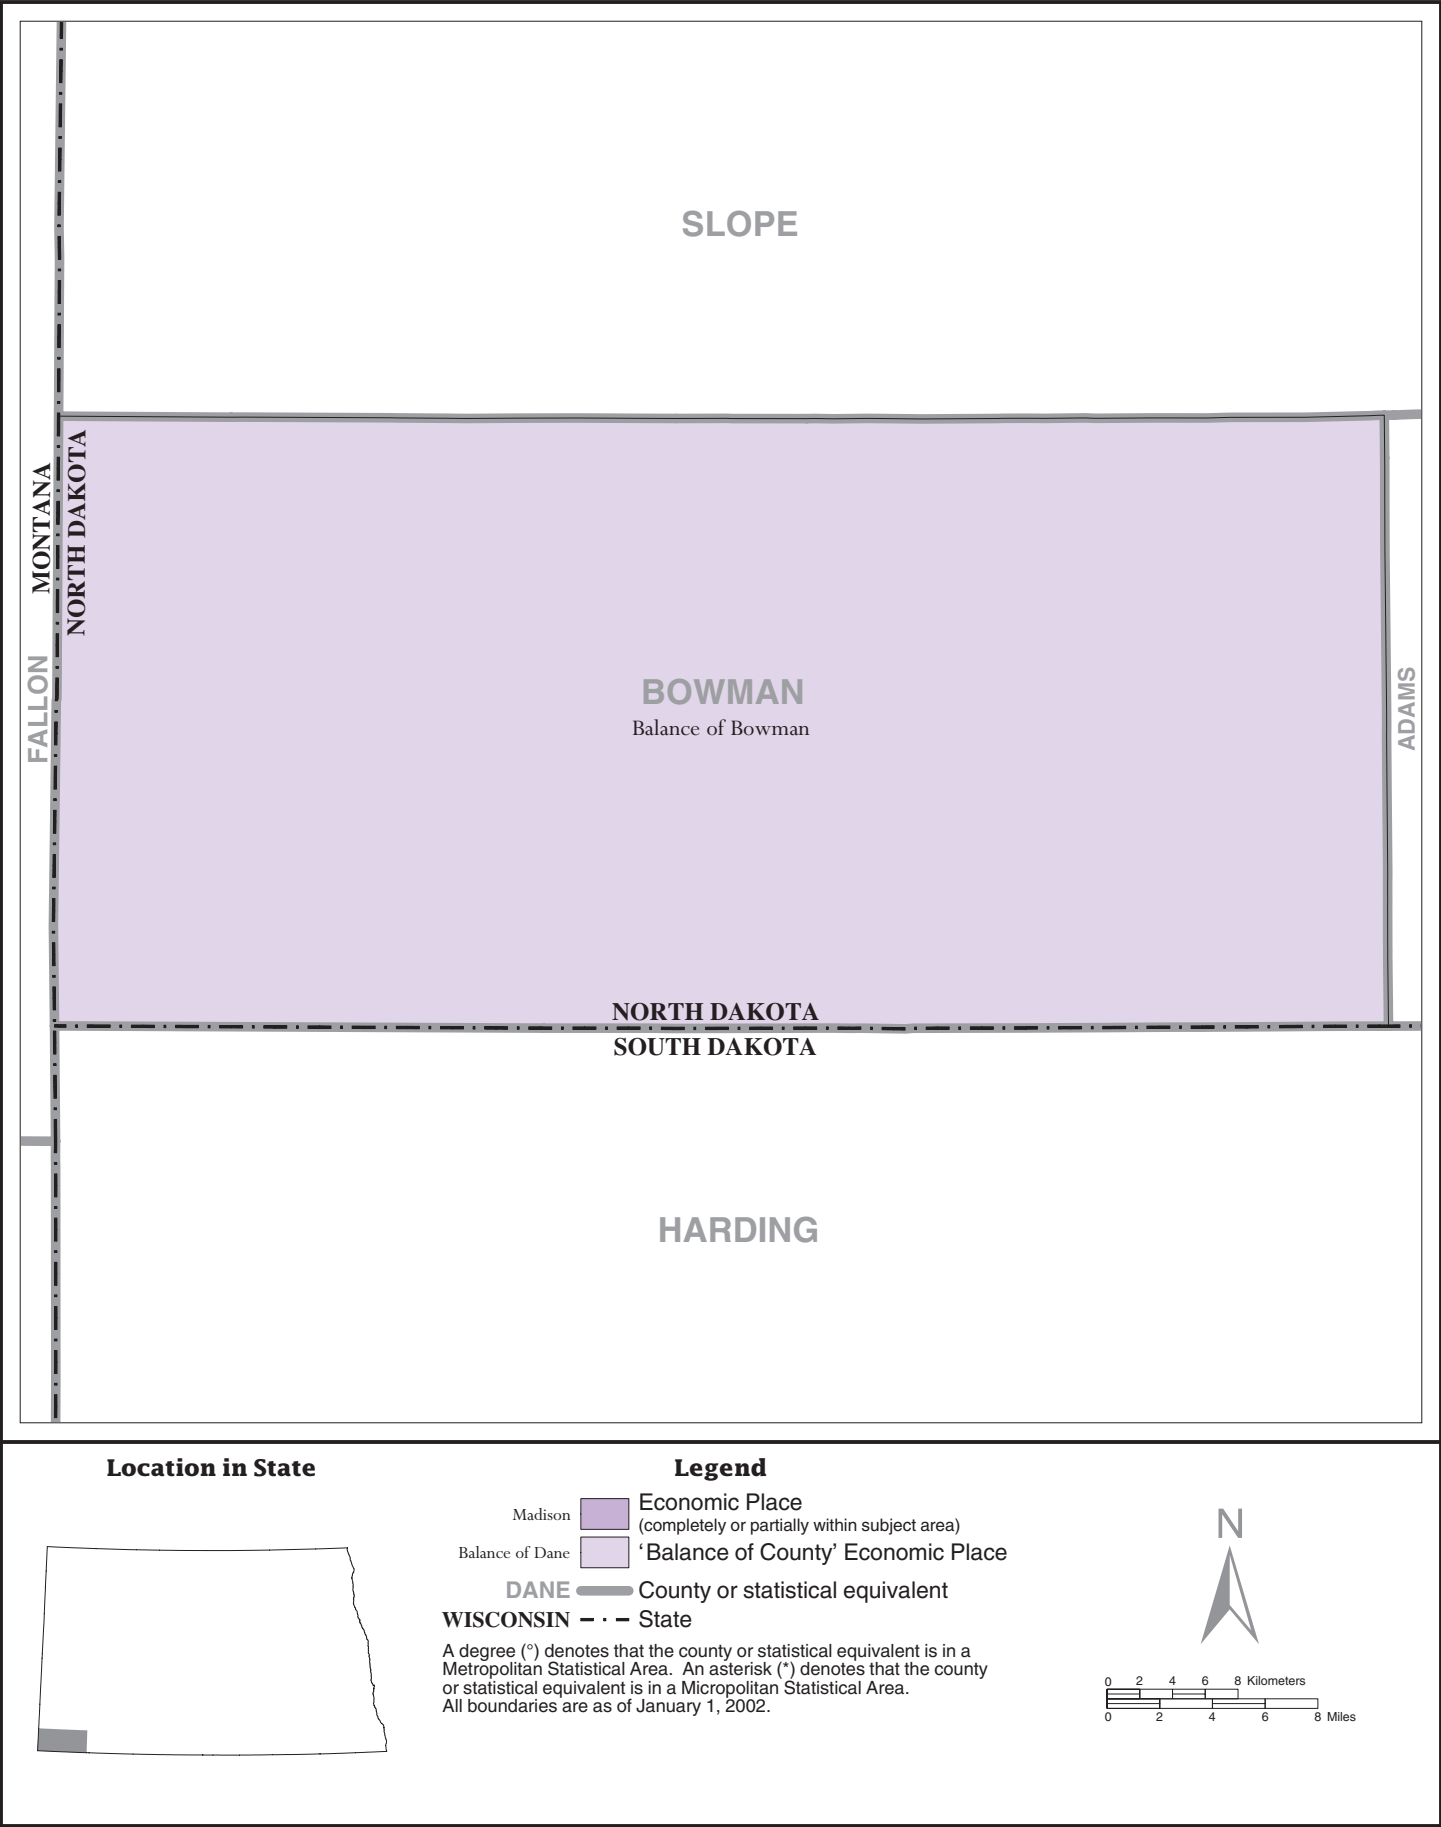 SLOPE
MONTANA
NORTH DAKOTA
FALLON
BOWMAN
Balance of Bowman
ADAMS
NORTH DAKOTA
SOUTH DAKOTA
HARDING
Location in State
Legend
Madison
Economic Place
(completely or partially within subject area)
Balance of Dane
‘Balance of County’ Economic Place
DANE
County or statistical equivalent
WISCONSIN
State
A degree (°) denotes that the county or statistical equivalent is in a
Metropolitan Statistical Area. An asterisk (*) denotes that the county
or statistical equivalent is in a Micropolitan Statistical Area.
All boundaries are as of January 1, 2002.
N
0 2 4 6 8 Kilometers
0 2 4 6 8 Miles